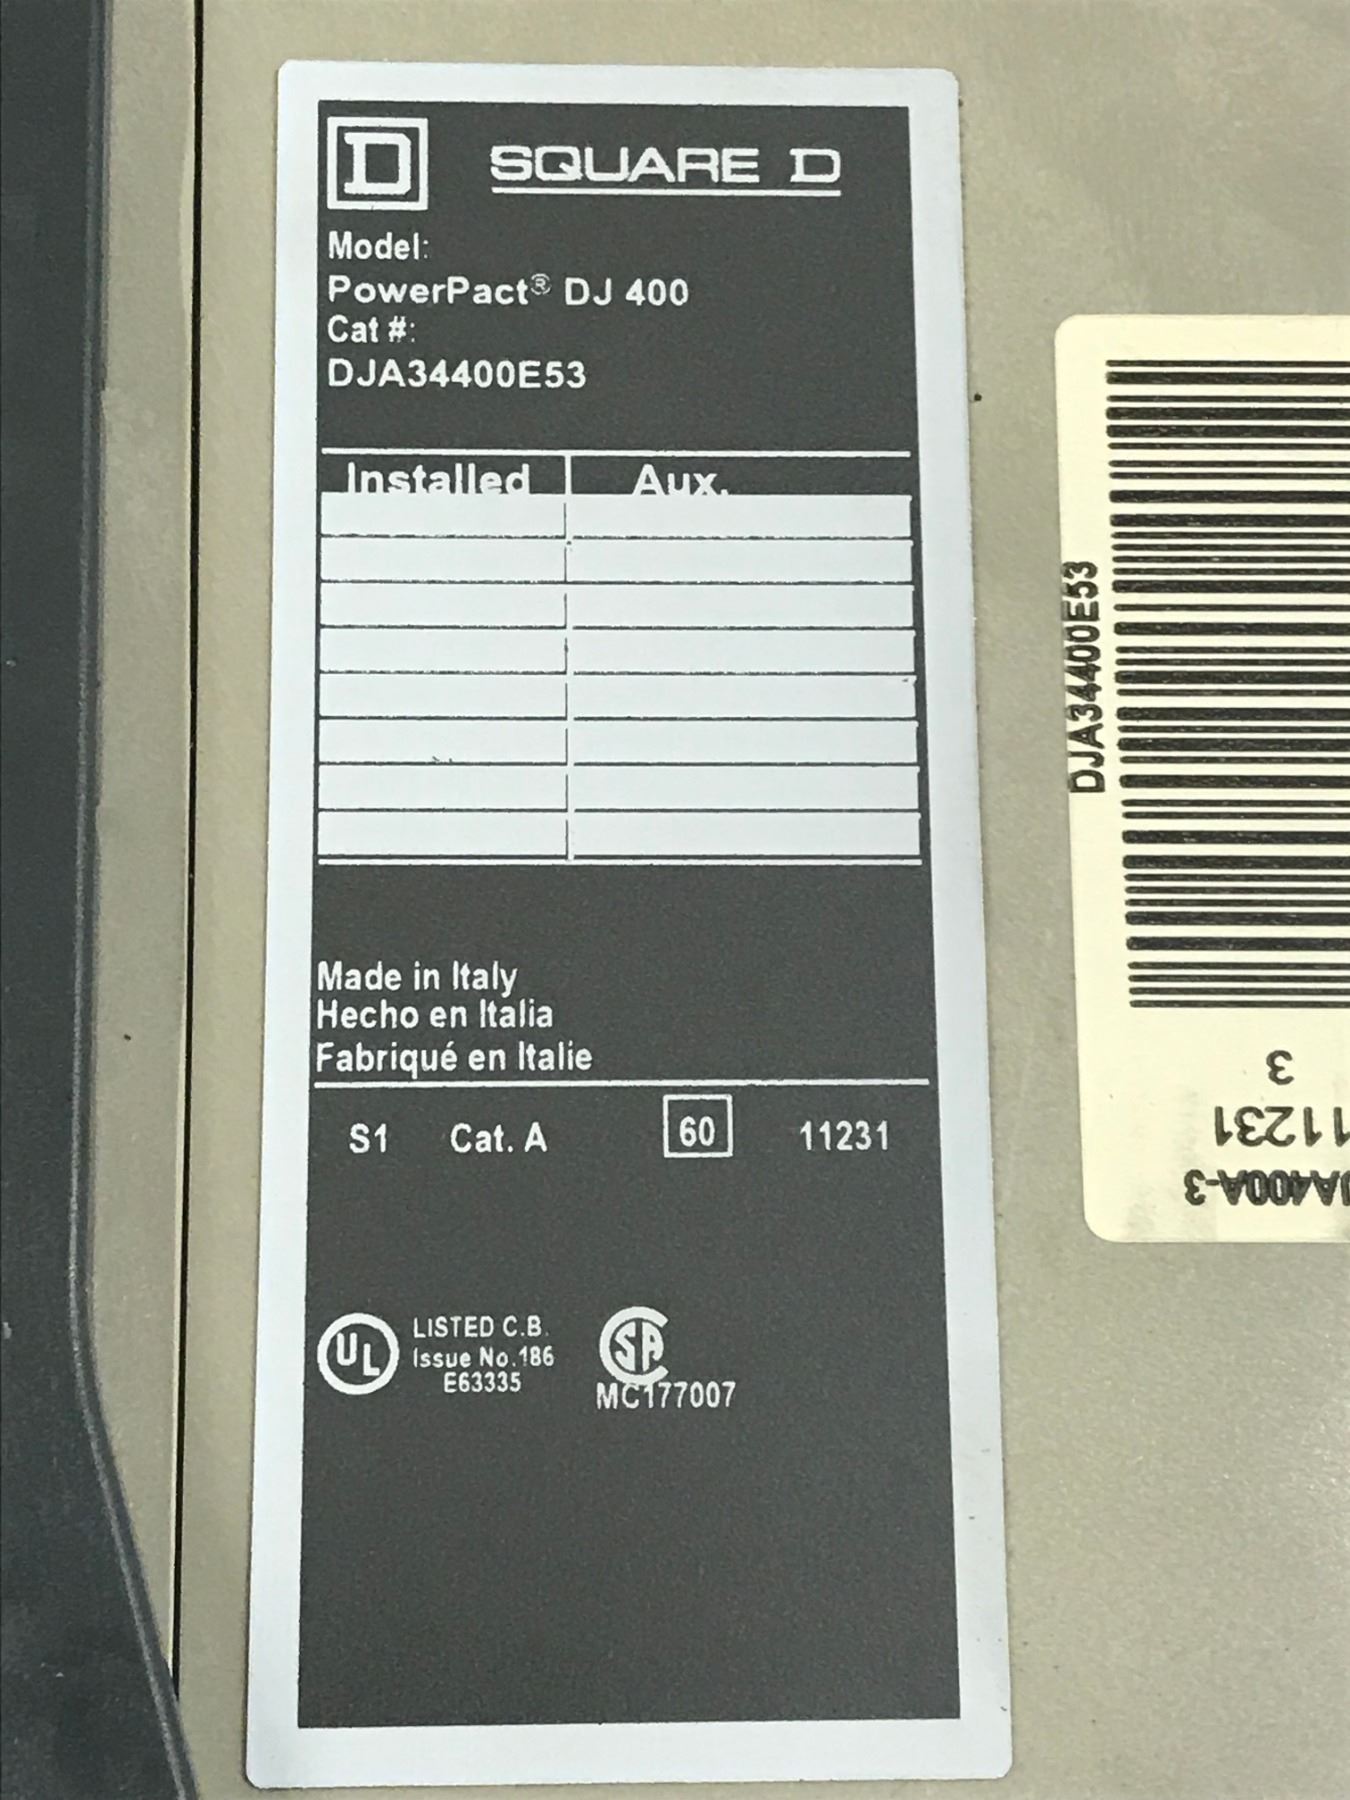 D SQUARE D
Model:
PowerPact® DJ 400
Cat #:
DJA34400E53
Installed Aux.
Made in Italy
Hecho en Italia
Fabriqué en Italie
S1 Cat. A 60 11231
UL LISTED C.B.
Issue No.186
E63335
SA
MC177007
DJA34400E53
3
11231
JA400A-3